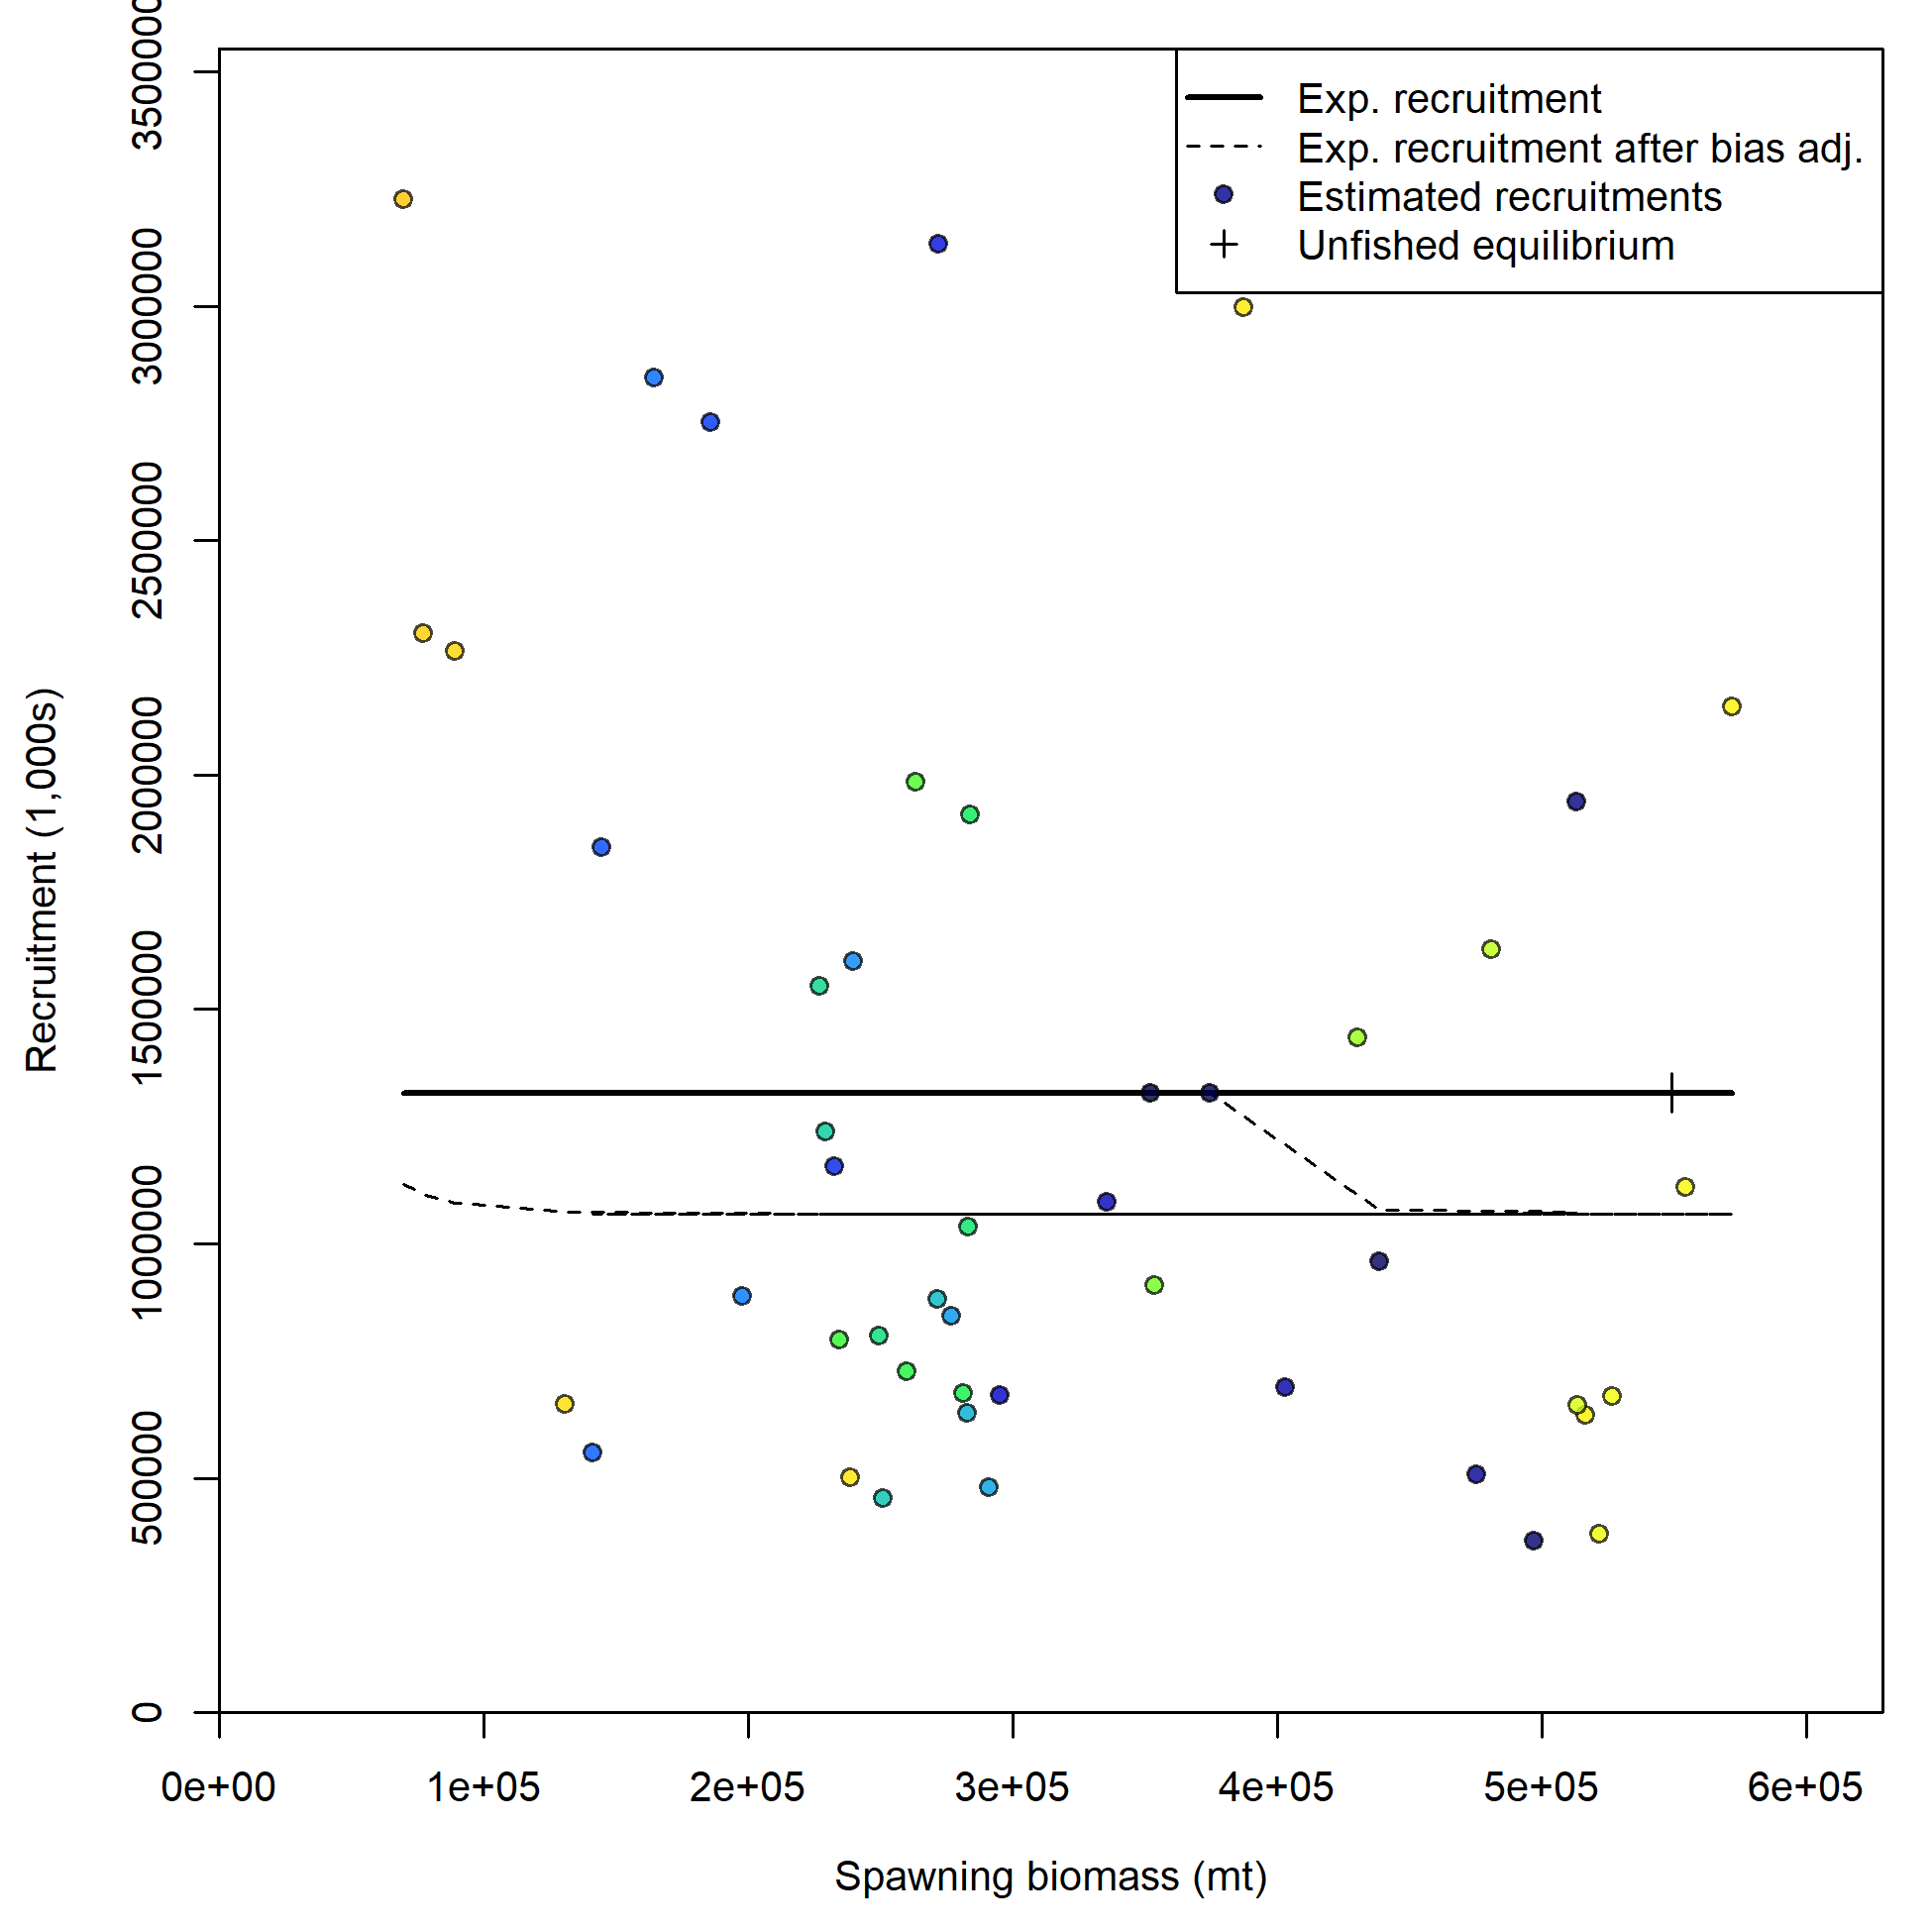 Exp. recruitment
Exp. recruitment after bias adj.
Estimated recruitments
Unfished equilibrium
Recruitment (1,000s)
3500000
3000000
2500000
2000000
1500000
1000000
500000
0
0e+00 1e+05 2e+05 3e+05 4e+05 5e+05 6e+05
Spawning biomass (mt)